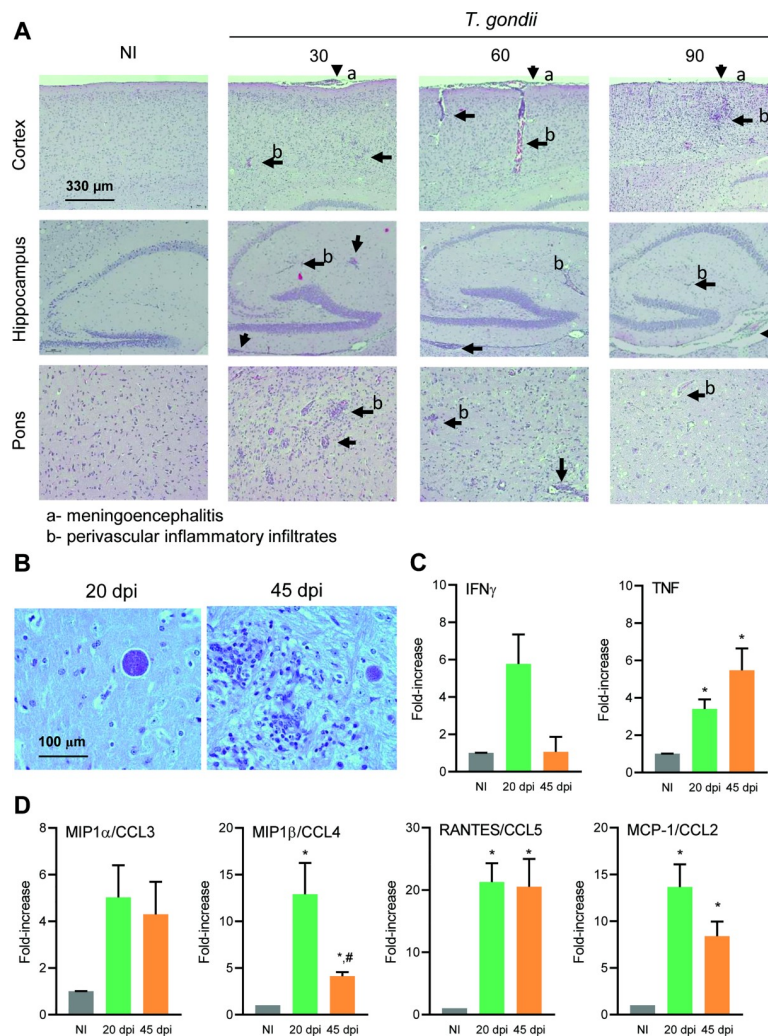 T. gondii
A
NI 30 60 90
Cortex
a a a
b b b
330 µm
Hippocampus
b b b
Pons
b b b
a- meningoencephalitis
b- perivascular inflammatory infiltrates
B
20 dpi 45 dpi
100 µm
C
IFNγ
Fold-increase
10
8
6
4
2
0
NI 20 dpi 45 dpi
TNF
Fold-increase
10
8
6
4
2
0
* *
NI 20 dpi 45 dpi
D
MIP1α/CCL3
Fold-increase
8
6
4
2
0
NI 20 dpi 45 dpi
MIP1β/CCL4
Fold-increase
20
15
10
5
0
* *,#
NI 20 dpi 45 dpi
RANTES/CCL5
Fold-increase
30
20
10
0
* *
NI 20 dpi 45 dpi
MCP-1/CCL2
Fold-increase
20
15
10
5
0
* *
NI 20 dpi 45 dpi